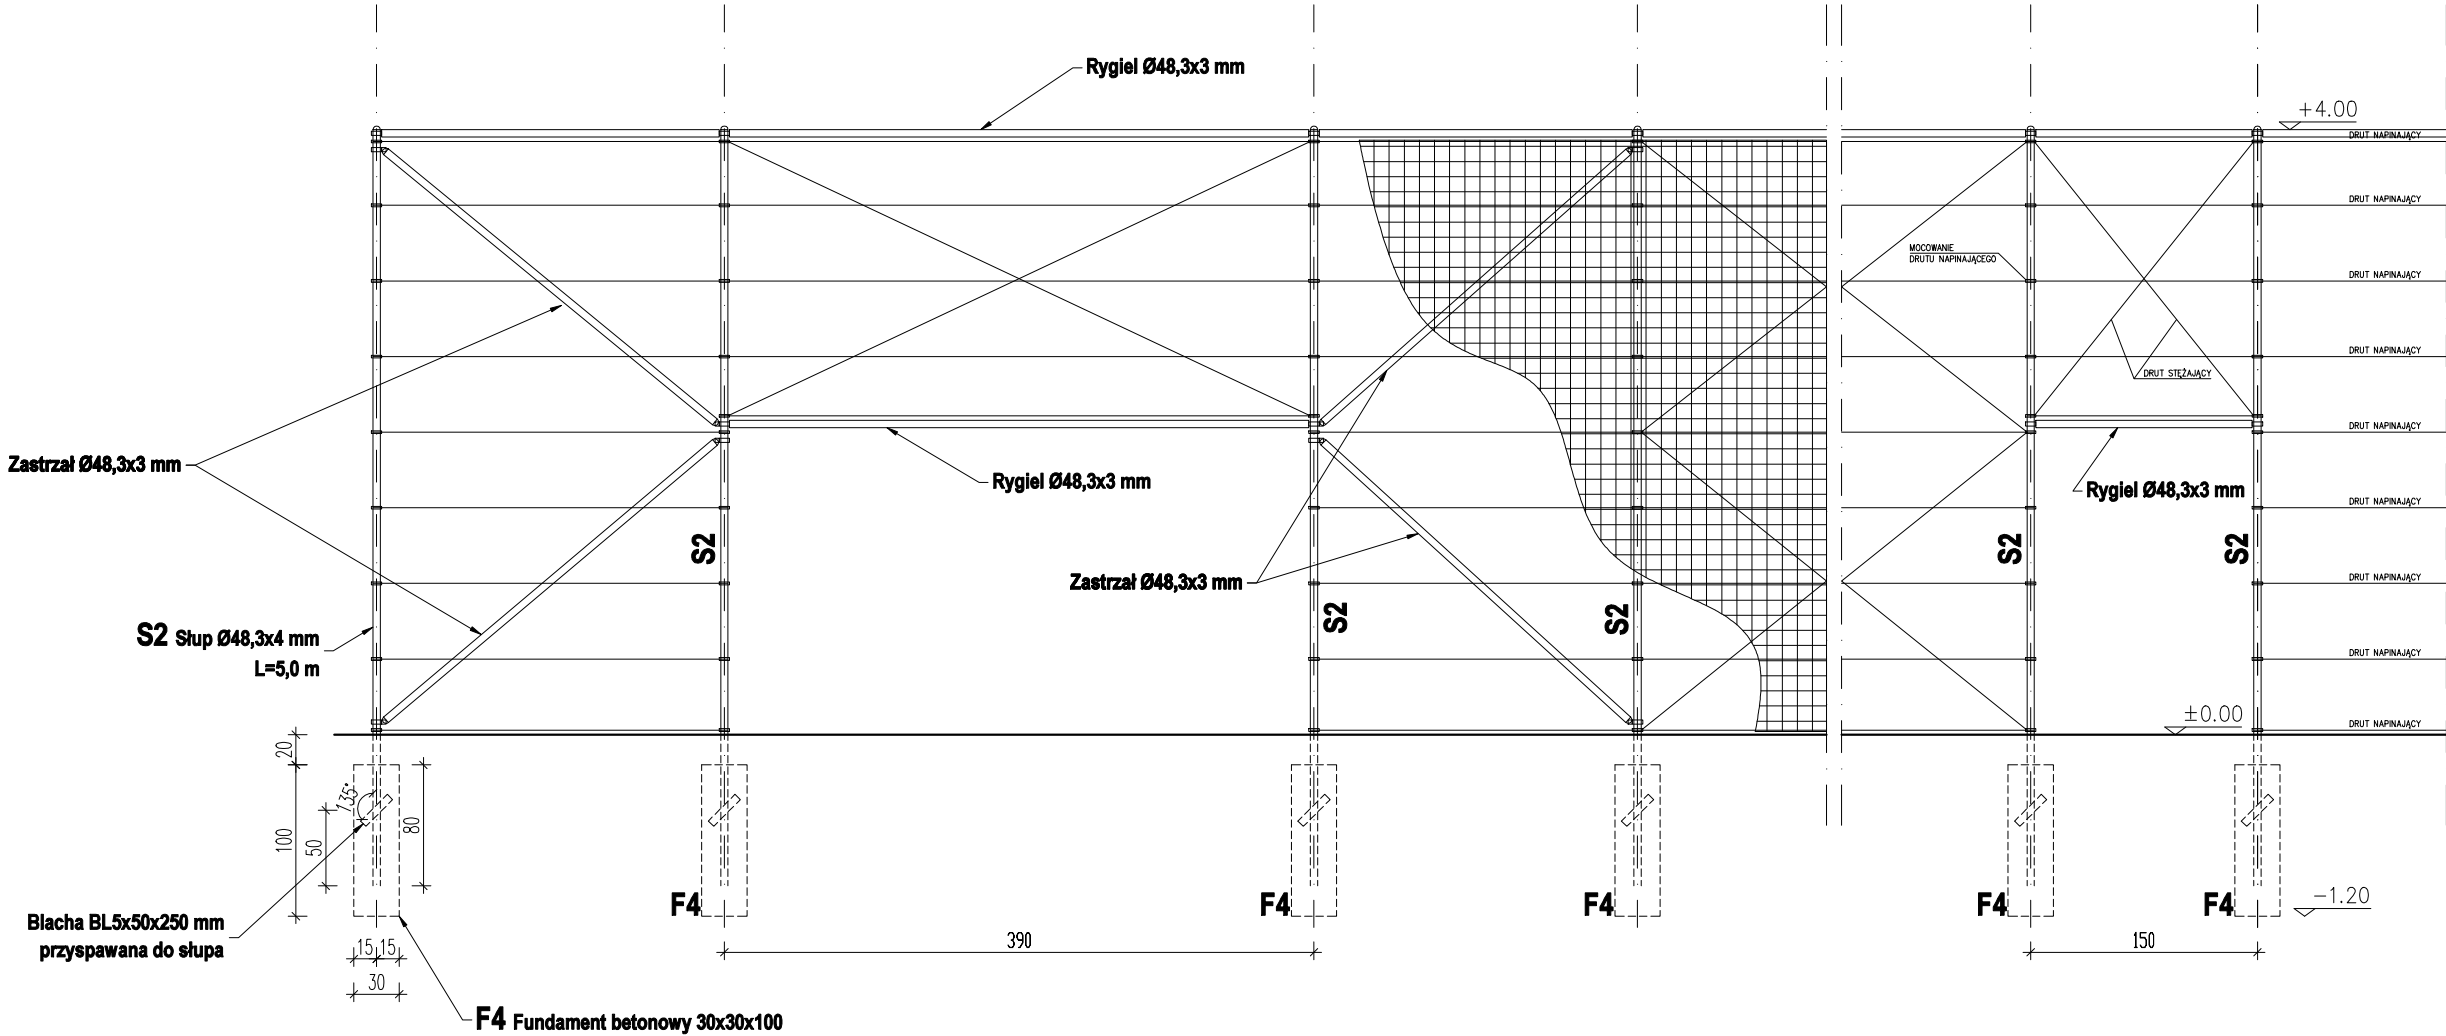 Rygiel Ø48,3x3 mm
+4.00
DRUT NAPINAJĄCY
DRUT NAPINAJĄCY
MOCOWANIE
DRUTU NAPINAJĄCEGO
DRUT NAPINAJĄCY
DRUT NAPINAJĄCY
DRUT STĘŻAJĄCY
DRUT NAPINAJĄCY
Zastrzał Ø48,3x3 mm
Rygiel Ø48,3x3 mm
Rygiel Ø48,3x3 mm
DRUT NAPINAJĄCY
S2
S2
S2
Zastrzał Ø48,3x3 mm
DRUT NAPINAJĄCY
S2
S2
S2 Słup Ø48,3x4 mm
L=5,0 m
DRUT NAPINAJĄCY
±0.00
DRUT NAPINAJĄCY
20
135°
100
50
80
F4
F4
F4
F4
F4
-1.20
Blacha BL5x50x250 mm
przyspawana do słupa
15 15
30
390
150
F4 Fundament betonowy 30x30x100